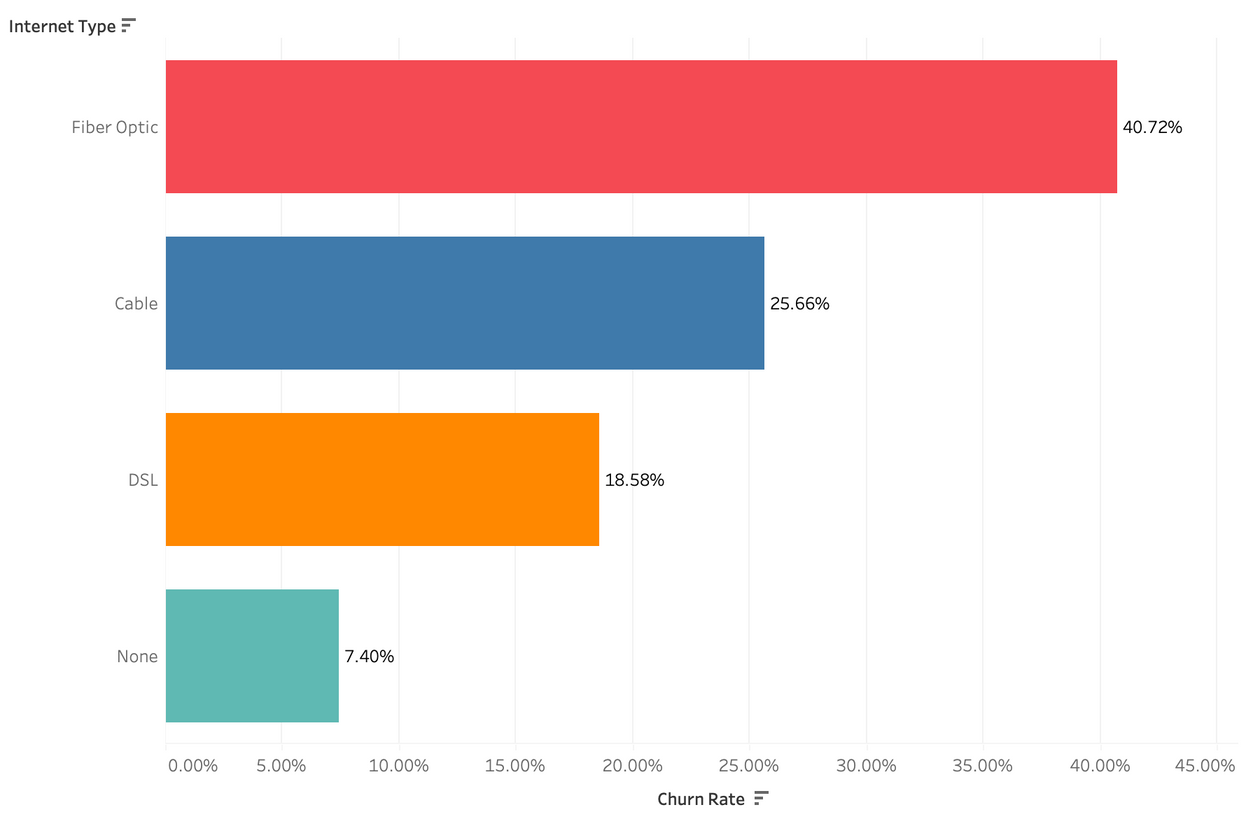 Internet Type
Fiber Optic
40.72%
Cable
25.66%
DSL
18.58%
None
7.40%
0.00% 5.00% 10.00% 15.00% 20.00% 25.00% 30.00% 35.00% 40.00% 45.00%
Churn Rate